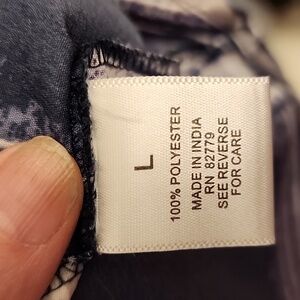 L
100% POLYESTER
MADE IN INDIA
RN 82779
SEE REVERSE
FOR CARE